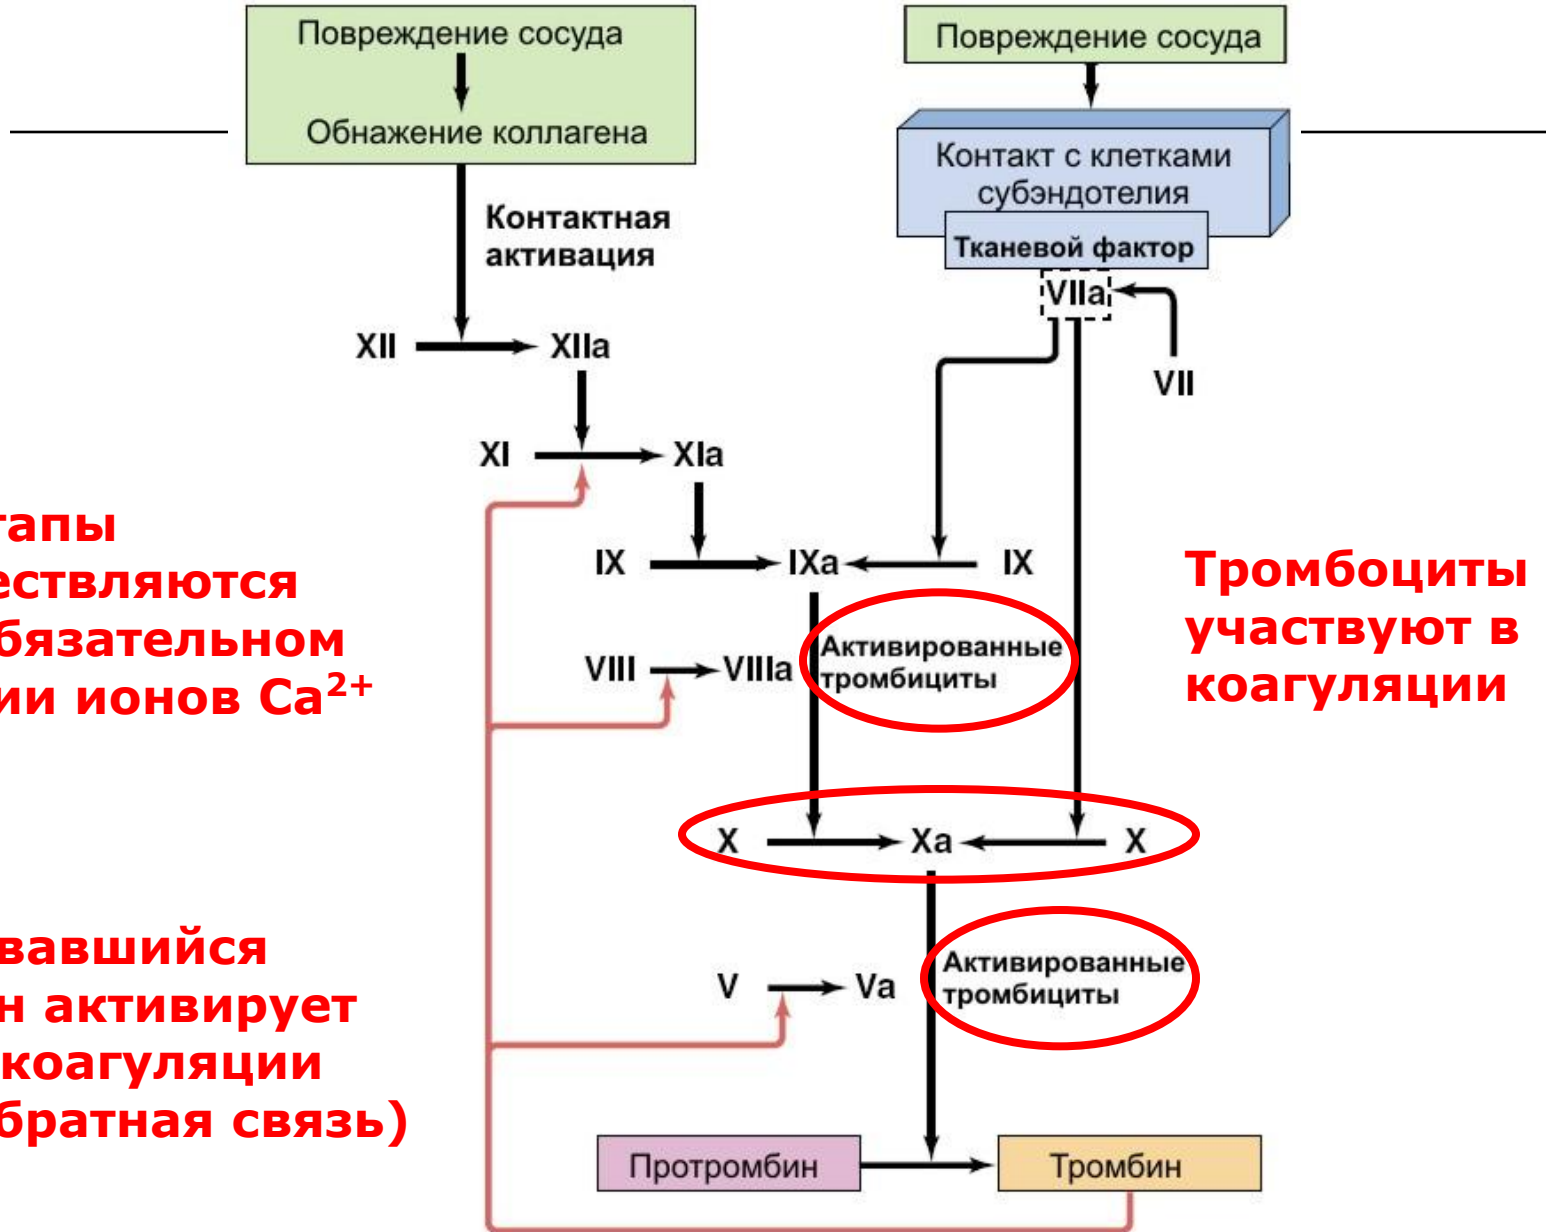 Повреждение сосуда
Обнажение коллагена
Контактная
активация
XII
XIIa
XI
XIa
IX
IXa
IX
VIII
VIIIa
Активированные
тромбициты
X
Xa
X
V
Va
Активированные
тромбициты
Протромбин
Тромбин
Повреждение сосуда
Контакт с клетками
субэндотелия
Тканевой фактор
VIIa
VII
тапы
ествляются
бязательном
ии ионов Ca²⁺
Тромбоциты
участвуют в
коагуляции
вавшийся
н активирует
коагуляции
братная связь)